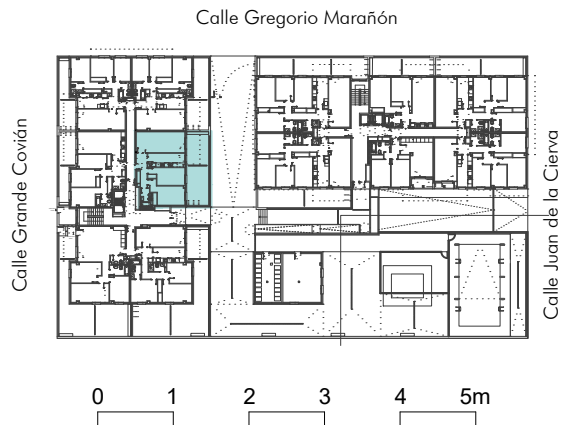 Calle Gregorio Marañón
Calle Grande Covián
Calle Juan de la Cierva
0 1 2 3 4 5m